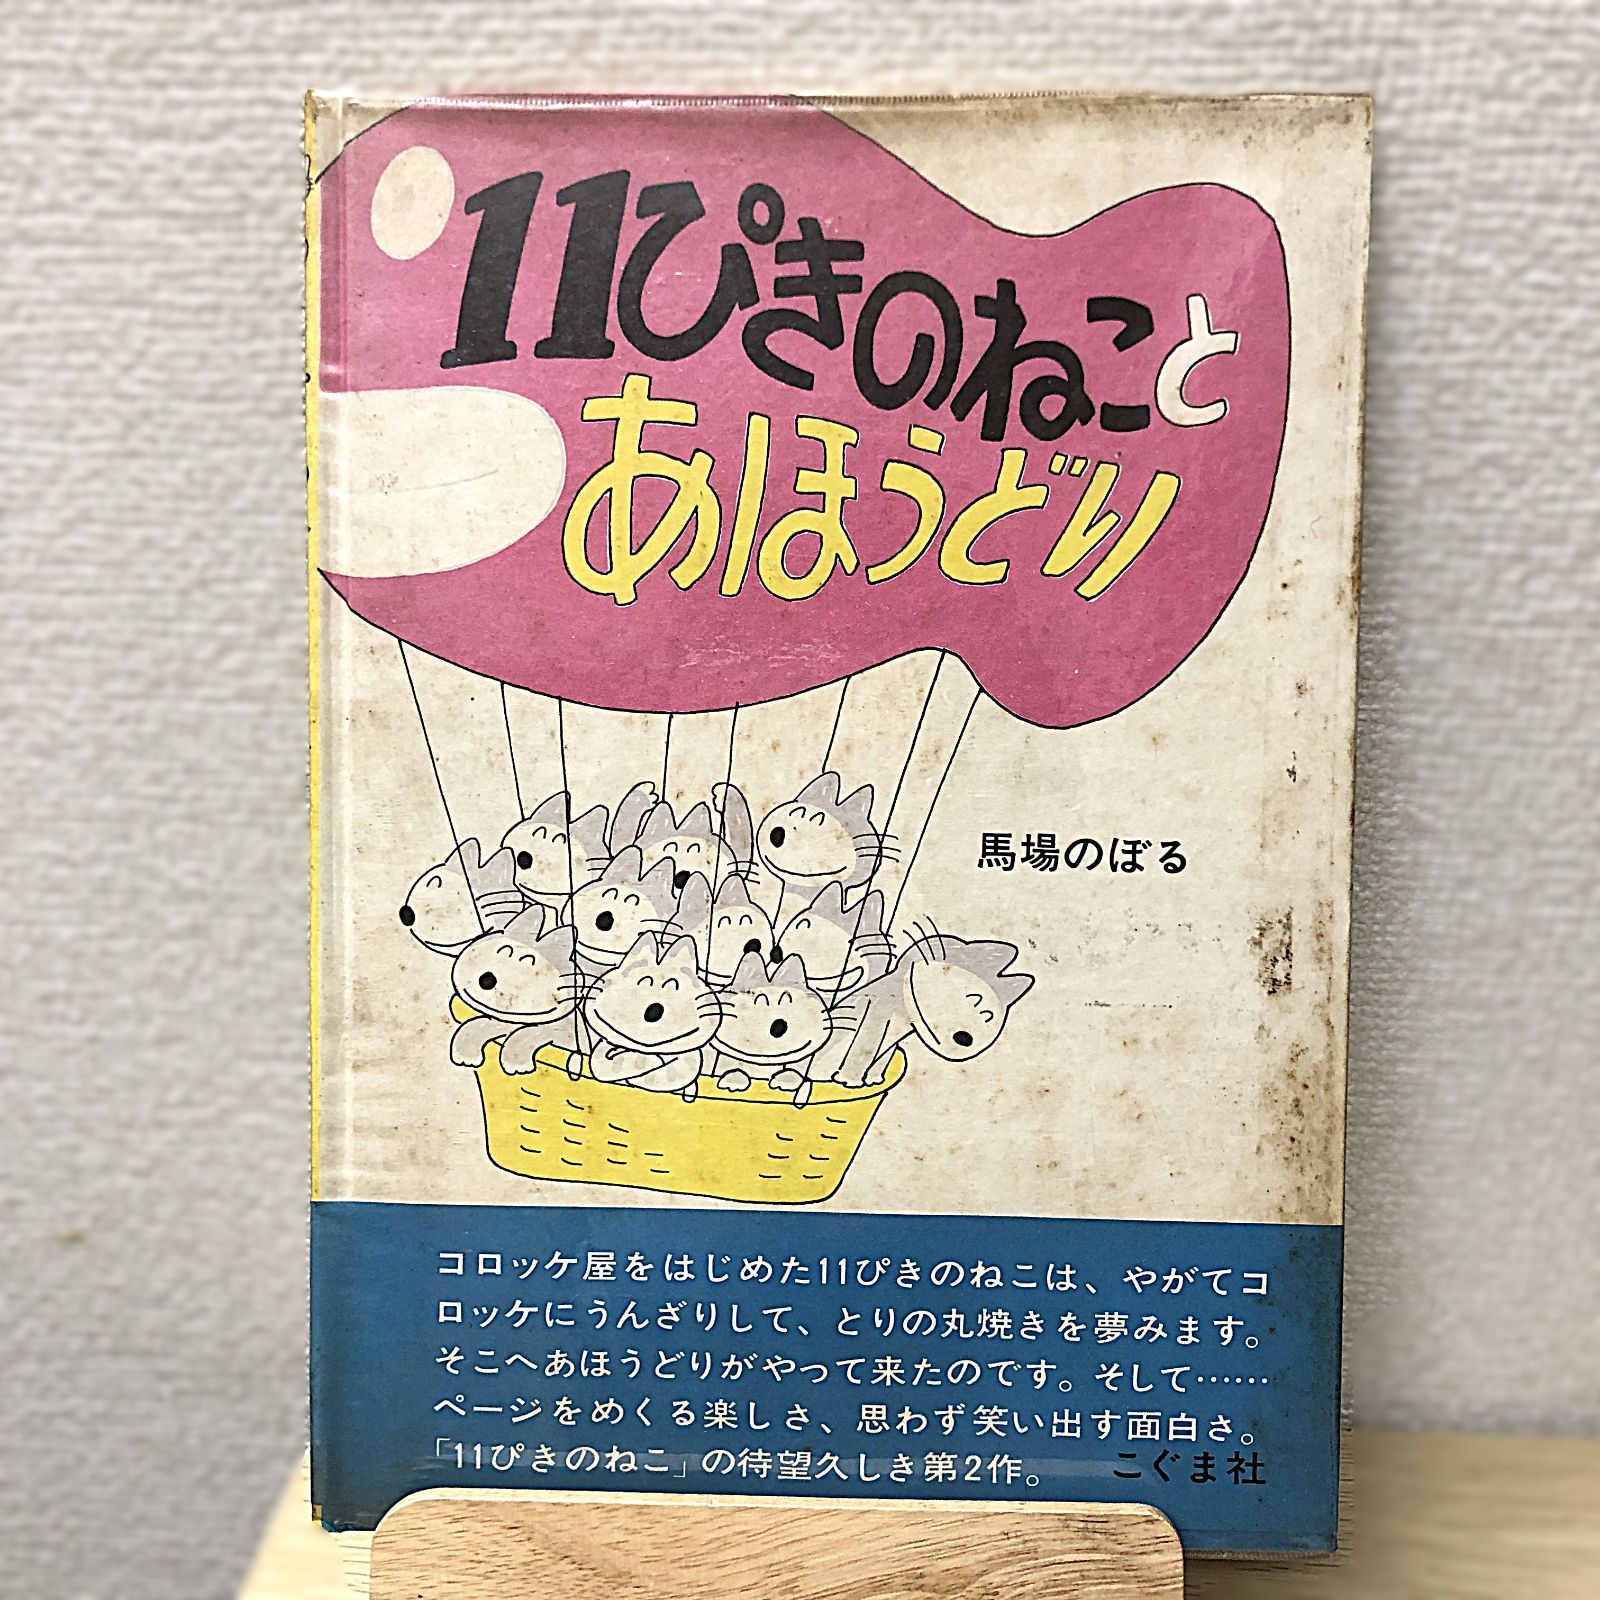 11ぴきのねこと
あほうどり
馬場のぼる
コロッケ屋をはじめた11ぴきのねこは、やがてコ
ロッケにうんざりして、とりの丸焼きを夢みます。
そこへあほうどりがやって来たのです。そして……
ページをめくる楽しさ、思わず笑い出す面白さ。
「11ぴきのねこ」の待望久しき第2作。 こぐま社